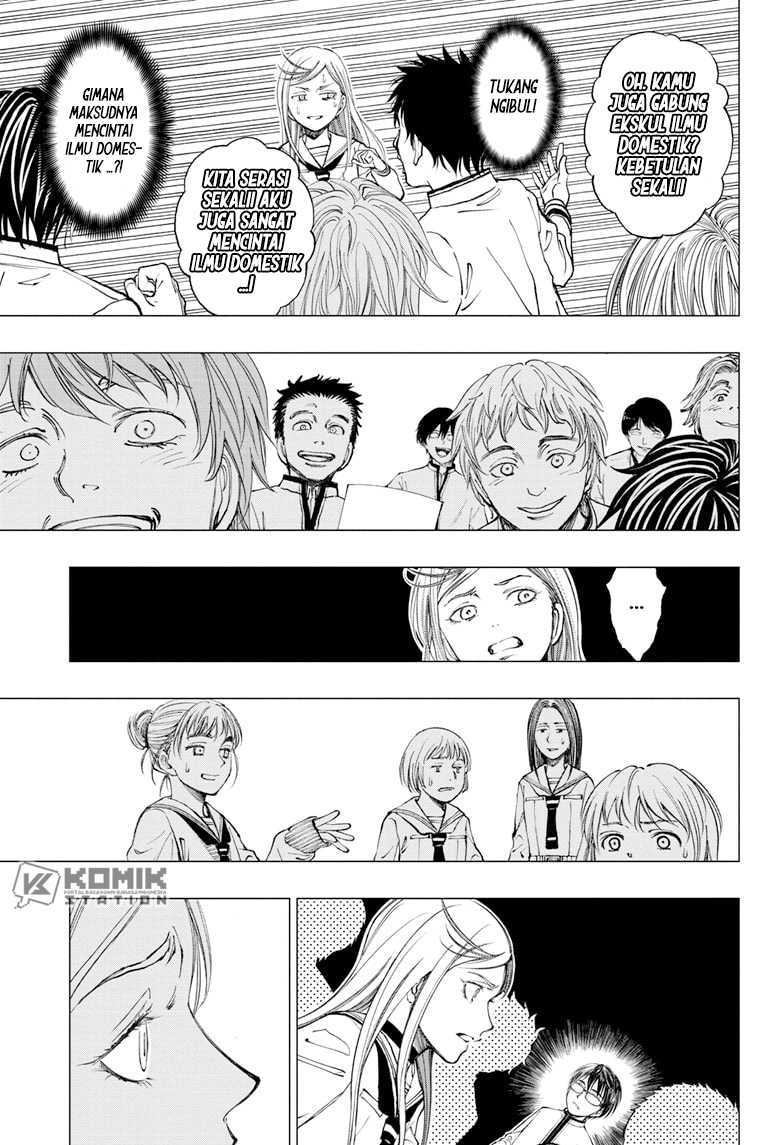 OH. KAMU
JUGA GABUNG
EKSKUL ILMU
DOMESTIK?
KEBETULAN
SEKALI!
TUKANG
NGIBUL!
KITA SERASI
SEKALI! AKU
JUGA SANGAT
MENCINTAI
ILMU DOMESTIK
...!
GIMANA
MAKSUDNYA
MENCINTAI
ILMU DOMES-
TIK ...?!
...
KOMIK
STATION